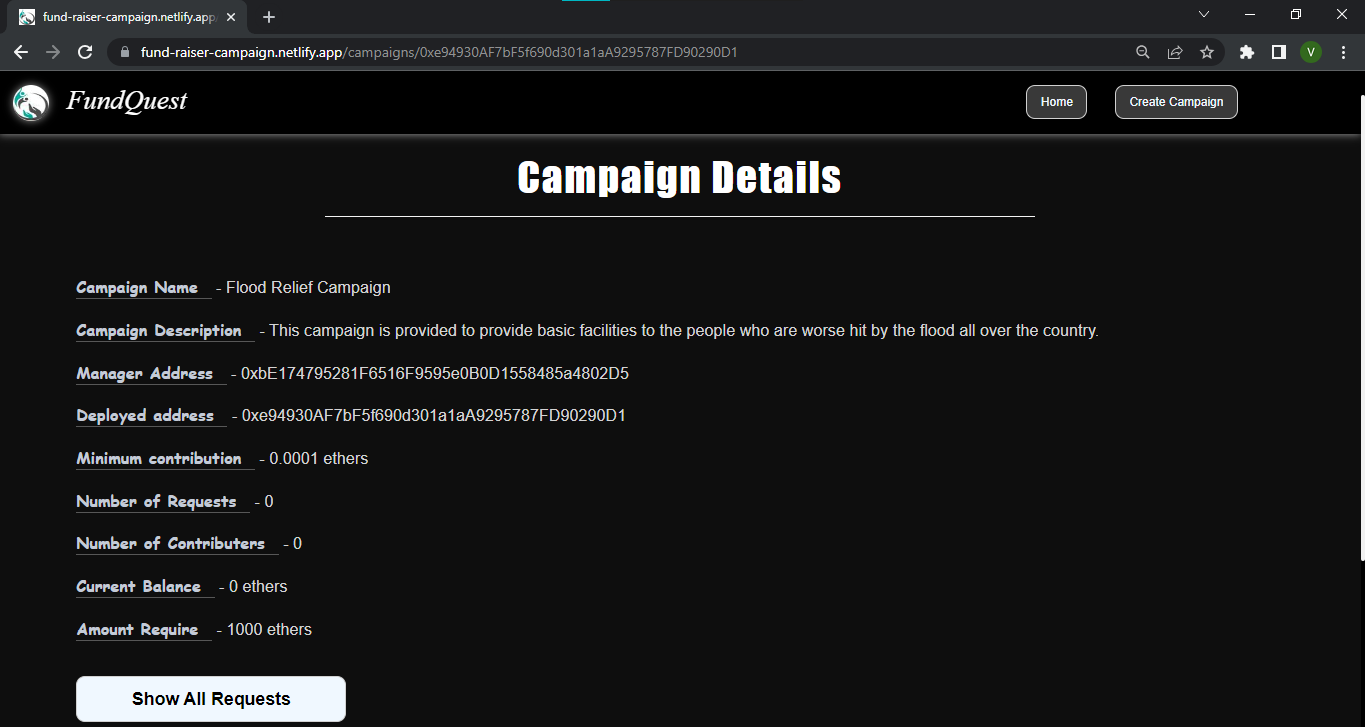 fund-raiser-campaign.netlify.app
fund-raiser-campaign.netlify.app/campaigns/0xe94930AF7bF5f690d301a1aA9295787FD90290D1
V
FundQuest
Home
Create Campaign
Campaign Details
Campaign Name - Flood Relief Campaign
Campaign Description - This campaign is provided to provide basic facilities to the people who are worse hit by the flood all over the country.
Manager Address - 0xbE174795281F6516F9595e0B0D1558485a4802D5
Deployed address - 0xe94930AF7bF5f690d301a1aA9295787FD90290D1
Minimum contribution - 0.0001 ethers
Number of Requests - 0
Number of Contributers - 0
Current Balance - 0 ethers
Amount Require - 1000 ethers
Show All Requests